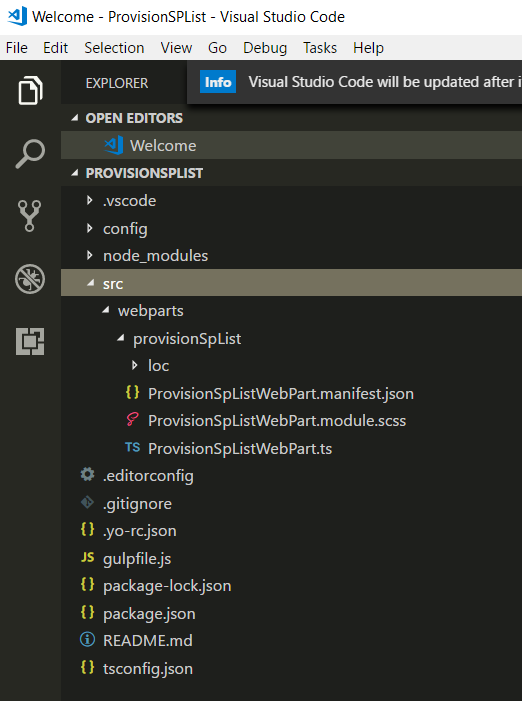 Welcome - ProvisionSPList - Visual Studio Code
File Edit Selection View Go Debug Tasks Help
EXPLORER
Info Visual Studio Code will be updated after i
OPEN EDITORS
Welcome
PROVISIONSPLIST
.vscode
config
node_modules
src
webparts
provisionSpList
loc
{} ProvisionSpListWebPart.manifest.json
ProvisionSpListWebPart.module.scss
TS ProvisionSpListWebPart.ts
.editorconfig
.gitignore
{} .yo-rc.json
JS gulpfile.js
{} package-lock.json
{} package.json
README.md
{} tsconfig.json